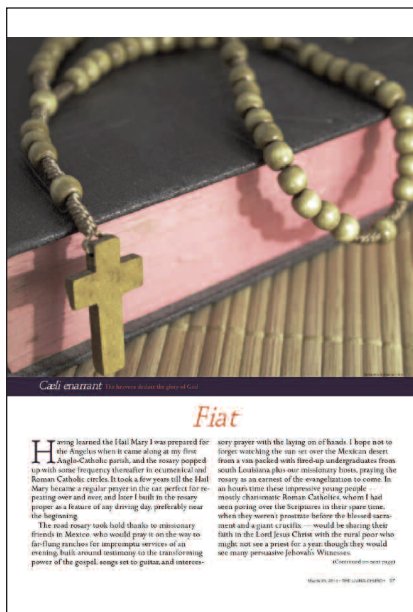 Cæli enarrant The heavens declare the glory of God
Fiat
Having learned the Hail Mary I was prepared for
the Angelus when it came along at my first
Anglo-Catholic parish, and the rosary popped
up with some frequency thereafter in ecumenical and
Roman Catholic circles. It took a few years till the Hail
Mary became a regular prayer in the car, perfect for re-
peating over and over, and later I built in the rosary
proper as a feature of any driving day, preferably near
the beginning.
The road rosary took hold thanks to missionary
friends in Mexico, who would pray it on the way to
far-flung ranches for impromptu services of an
evening, built around testimony to the transforming
power of the gospel, songs set to guitar, and interces-
sory prayer with the laying on of hands. I hope not to
forget watching the sun set over the Mexican desert
from a van packed with fired-up undergraduates from
south Louisiana, plus our missionary hosts, praying the
rosary as an earnest of the evangelization to come. In
an hour's time these impressive young people —
mostly charismatic Roman Catholics, whom I had
seen poring over the Scriptures in their spare time,
when they weren't prostrate before the blessed sacra-
ment and a giant crucifix — would be sharing their
faith in the Lord Jesus Christ with the rural poor who
might not see a priest for a year, though they would
see many persuasive Jehovah's Witnesses.
(Continued on next page)
THE LIVING CHURCH